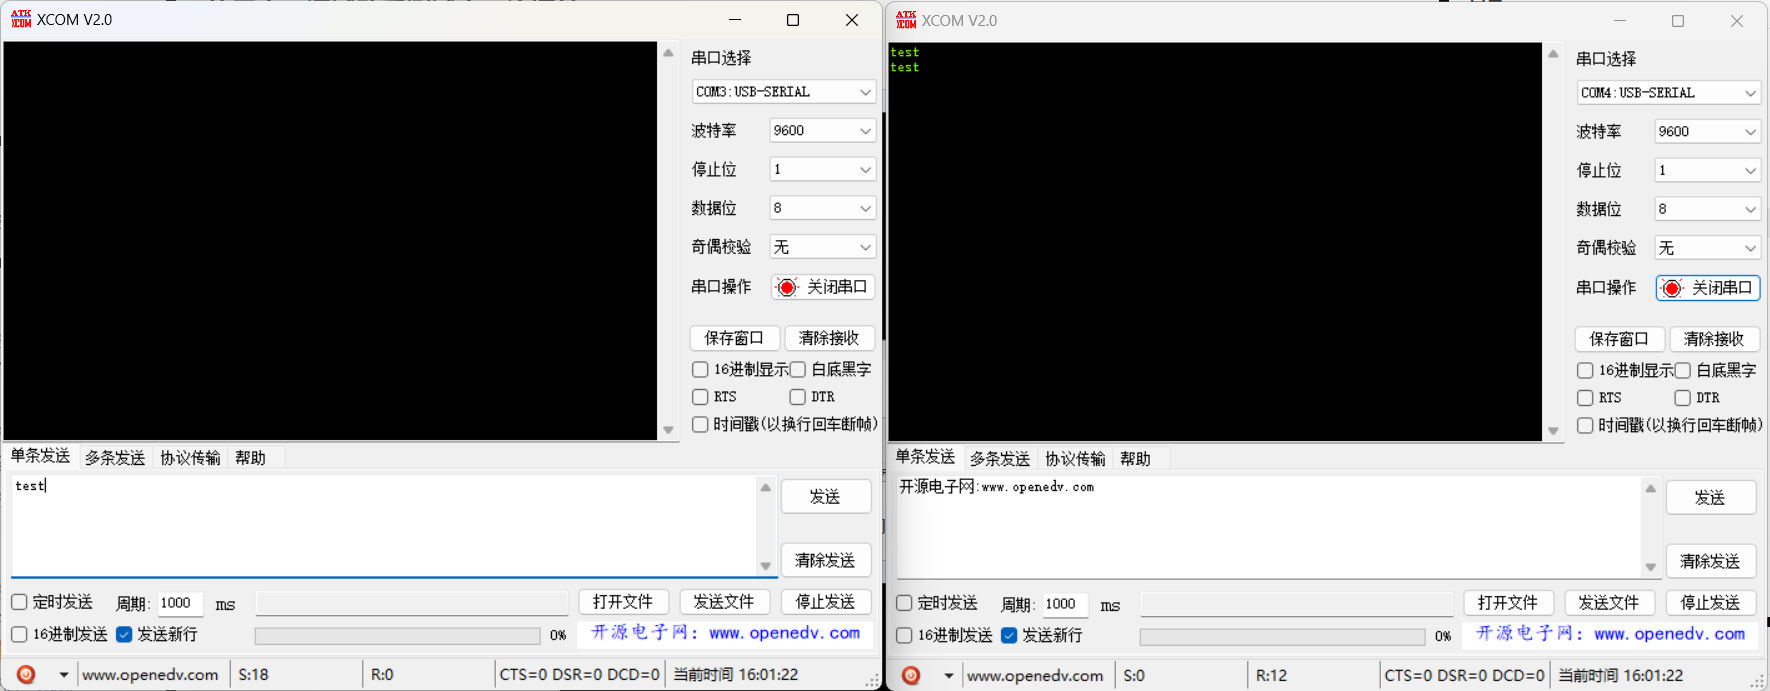 XCOM V2.0
串口选择
COM3:USB-SERIAL
波特率 9600
停止位 1
数据位 8
奇偶校验 无
串口操作 关闭串口
保存窗口 清除接收
16进制显示 白底黑字
RTS DTR
时间戳(以换行回车断帧)
单条发送 多条发送 协议传输 帮助
test
发送
清除发送
定时发送 周期: 1000 ms 打开文件 发送文件 停止发送
16进制发送 发送新行 0% 开源电子网: www.openedv.com
www.openedv.com S:18 R:0 CTS=0 DSR=0 DCD=0 当前时间 16:01:22
XCOM V2.0
test
test
串口选择
COM4:USB-SERIAL
波特率 9600
停止位 1
数据位 8
奇偶校验 无
串口操作 关闭串口
保存窗口 清除接收
16进制显示 白底黑字
RTS DTR
时间戳(以换行回车断帧)
单条发送 多条发送 协议传输 帮助
开源电子网:www.openedv.com
发送
清除发送
定时发送 周期: 1000 ms 打开文件 发送文件 停止发送
16进制发送 发送新行 0% 开源电子网: www.openedv.com
www.openedv.com S:0 R:12 CTS=0 DSR=0 DCD=0 当前时间 16:01:22